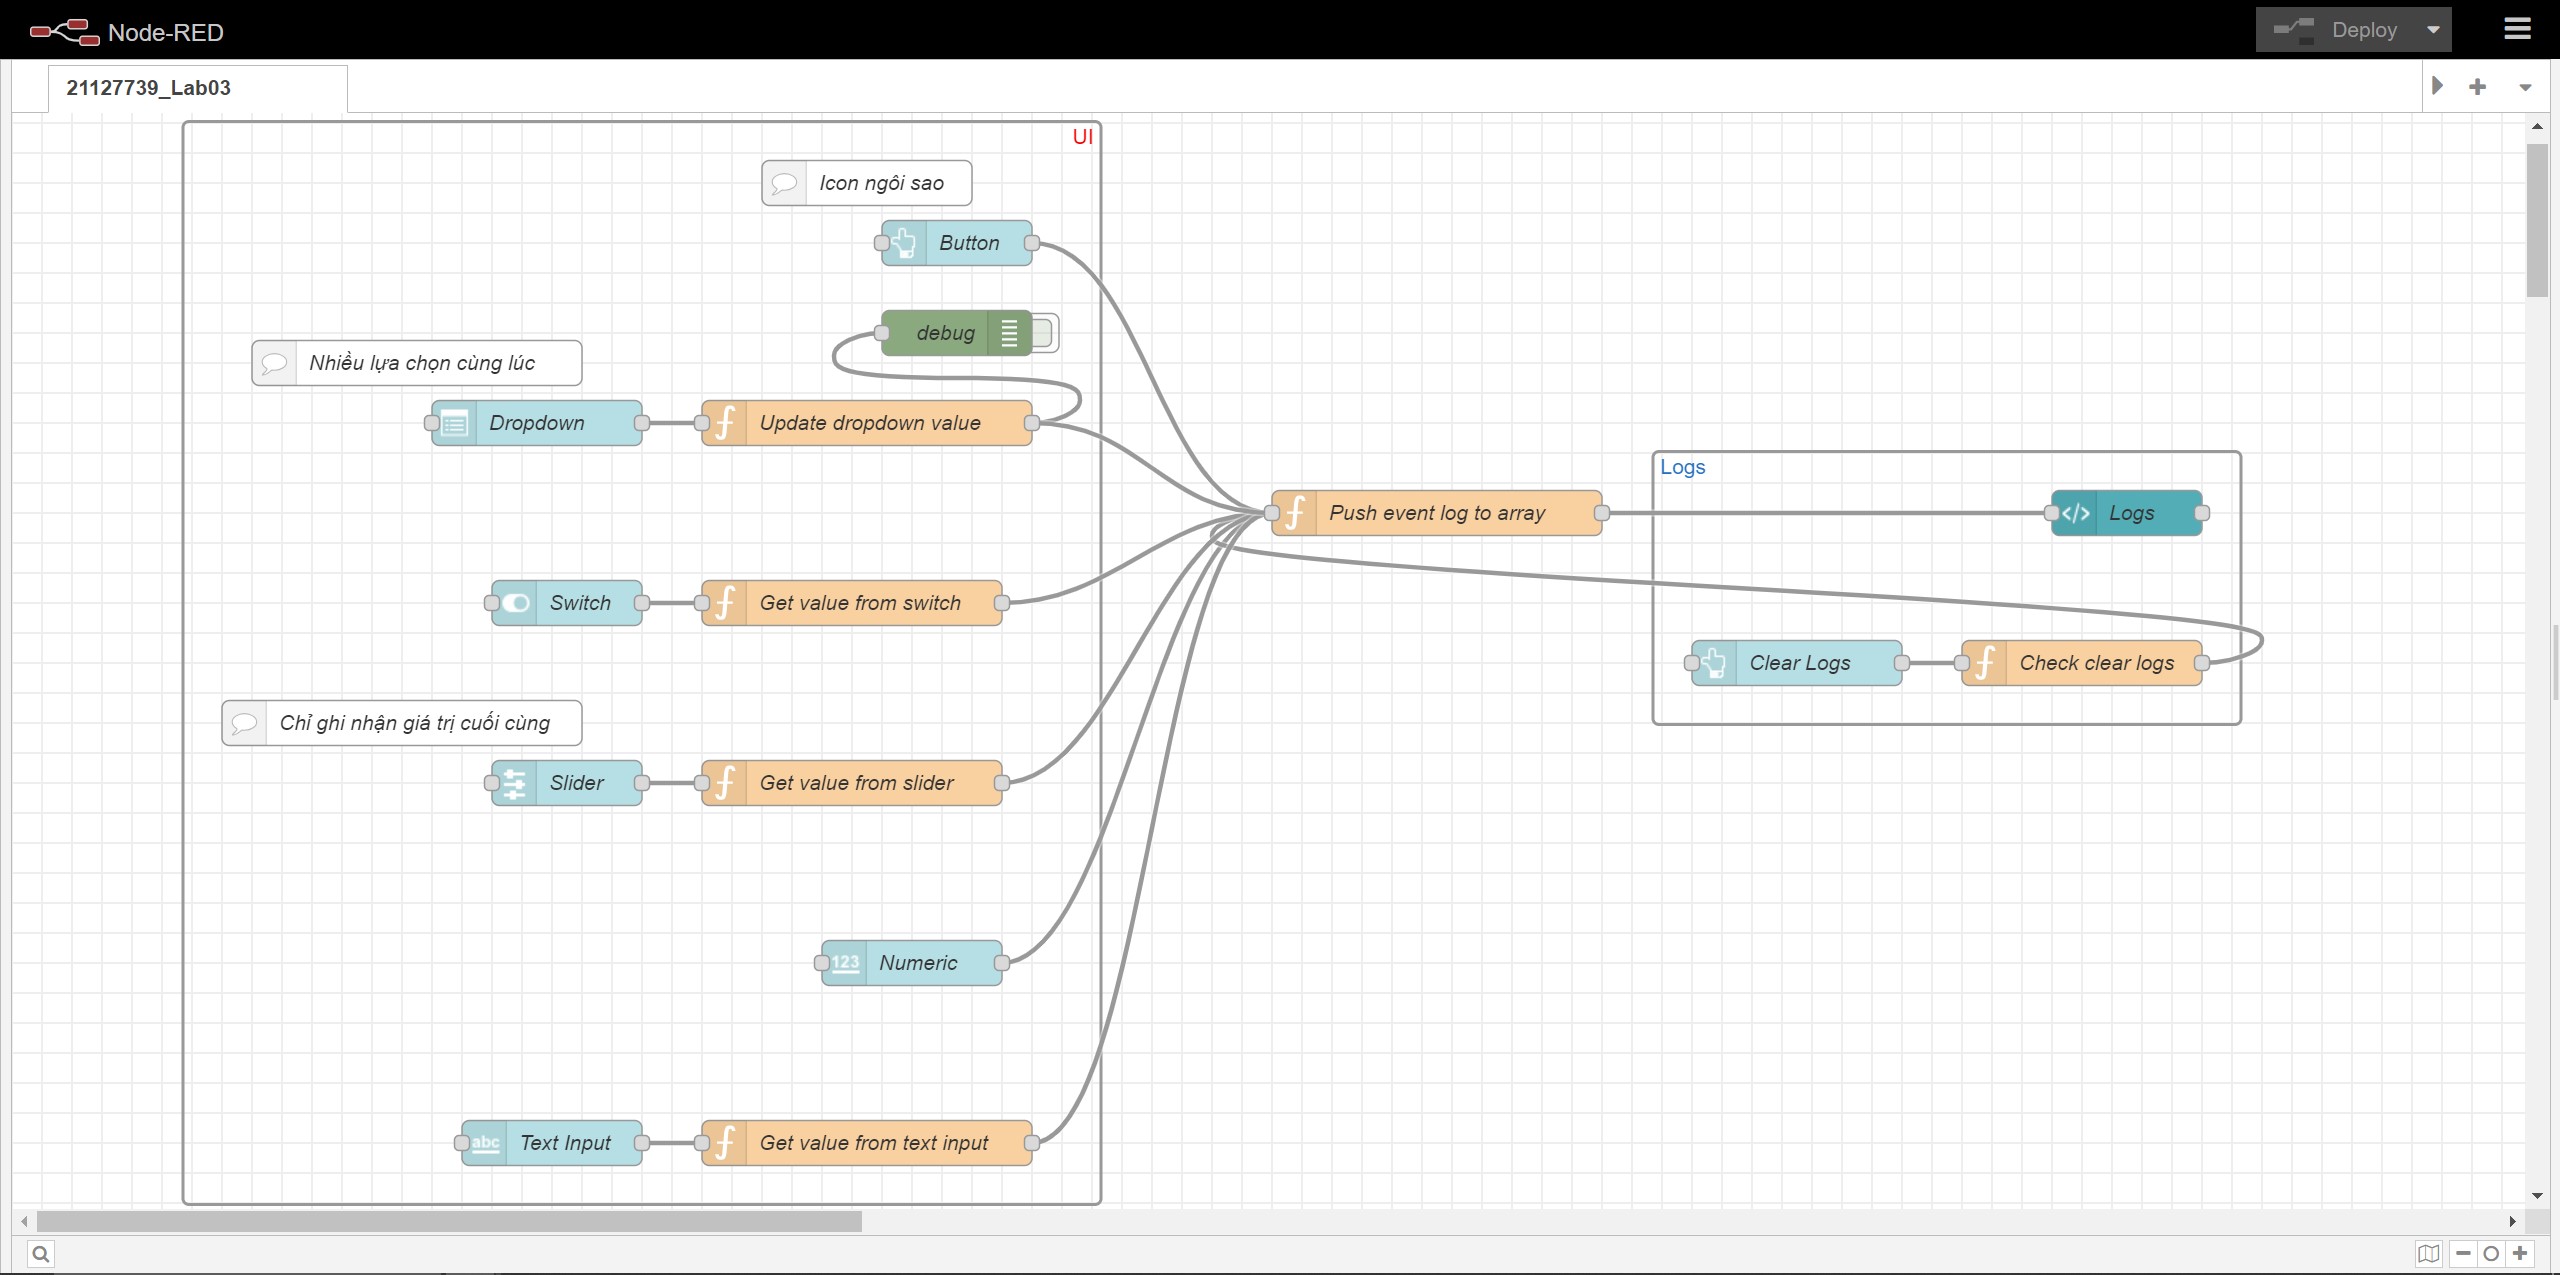 Node-RED
Deploy
21127739_Lab03
UI
Icon ngôi sao
Button
debug
Nhiều lựa chọn cùng lúc
Dropdown
Update dropdown value
Logs
Push event log to array
Logs
Switch
Get value from switch
Clear Logs
Check clear logs
Chỉ ghi nhận giá trị cuối cùng
Slider
Get value from slider
123
Numeric
abc
Text Input
Get value from text input